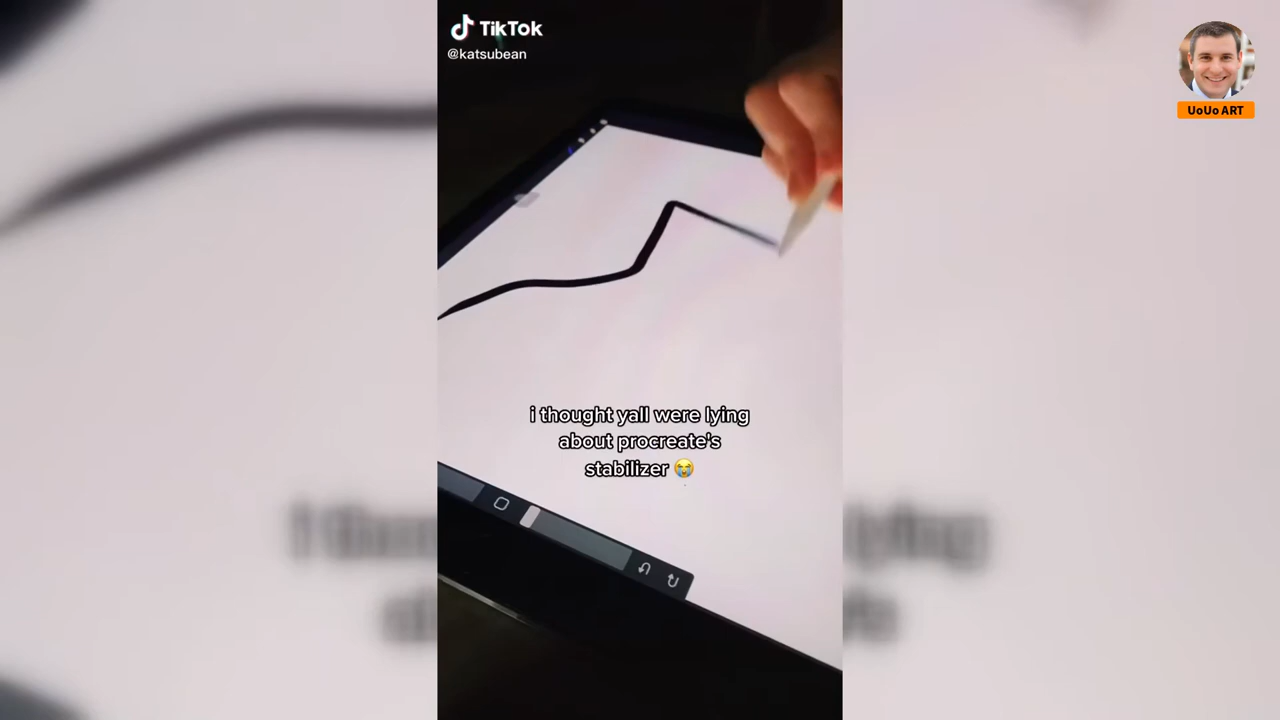 TikTok
@katsubean
UoUo ART
i thought yall were lying
about procreate's
stabilizer 😭